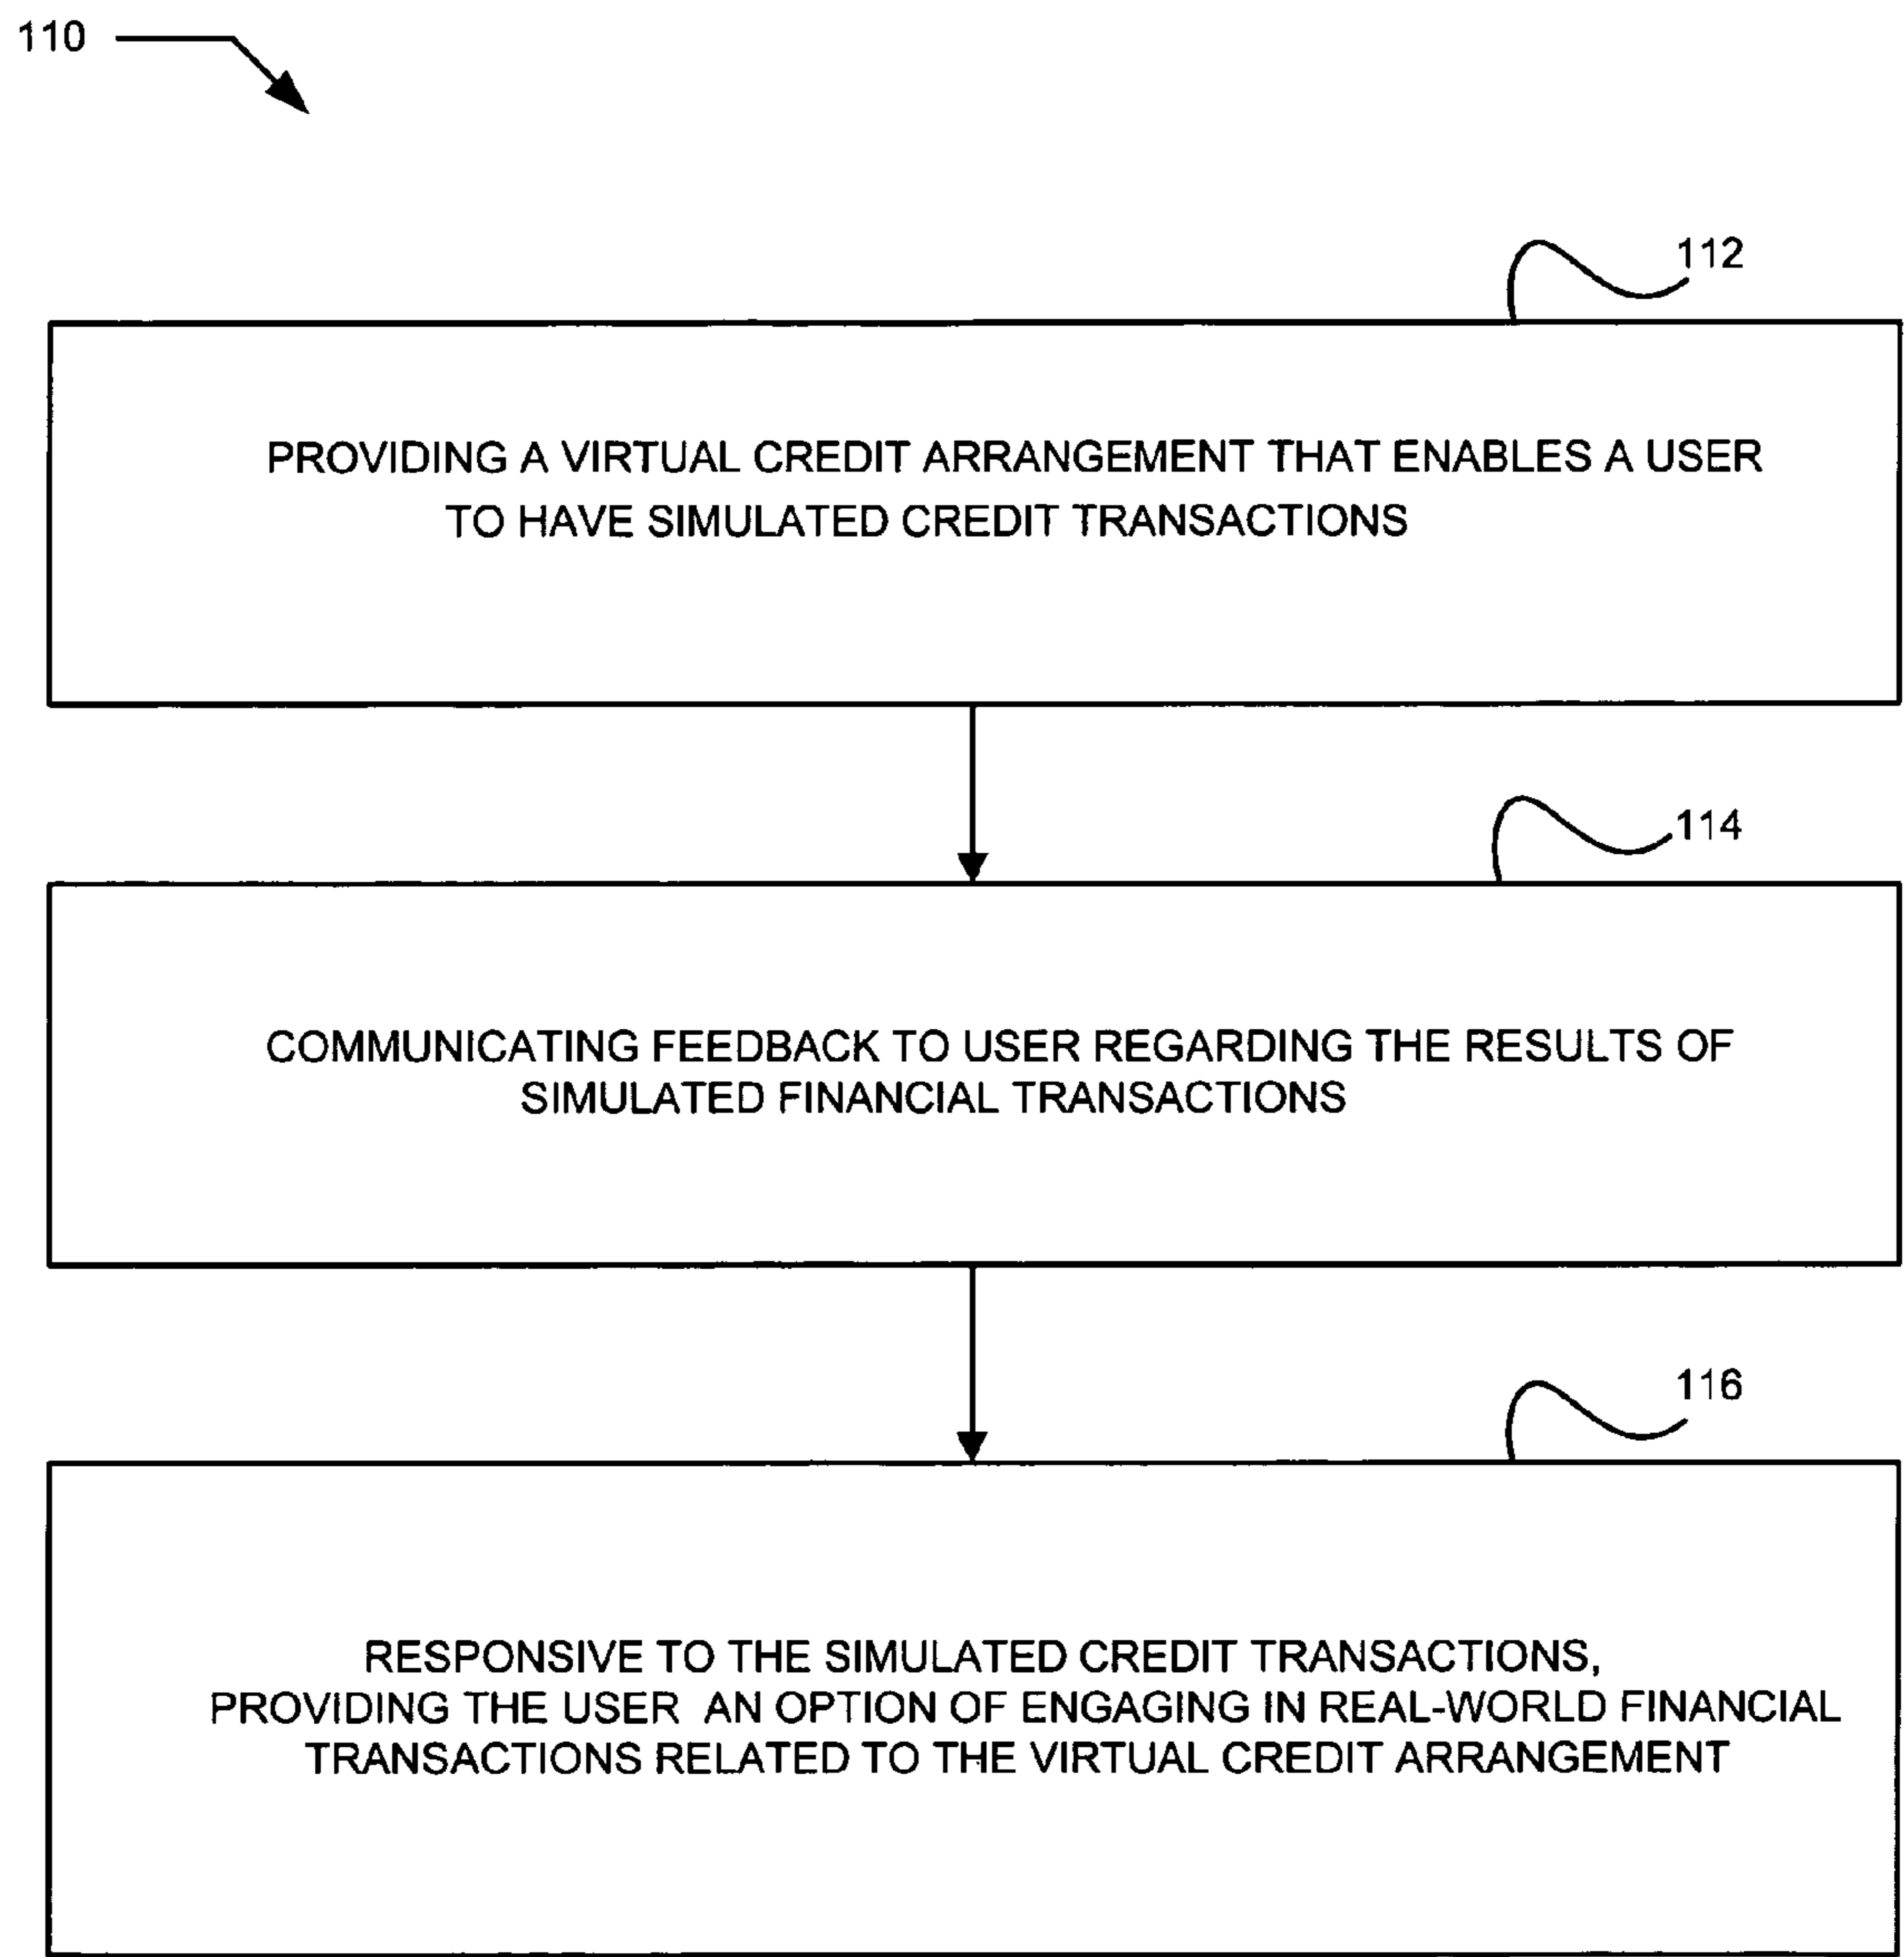 110
112
PROVIDING A VIRTUAL CREDIT ARRANGEMENT THAT ENABLES A USER
TO HAVE SIMULATED CREDIT TRANSACTIONS
114
COMMUNICATING FEEDBACK TO USER REGARDING THE RESULTS OF
SIMULATED FINANCIAL TRANSACTIONS
116
RESPONSIVE TO THE SIMULATED CREDIT TRANSACTIONS,
PROVIDING THE USER AN OPTION OF ENGAGING IN REAL-WORLD FINANCIAL
TRANSACTIONS RELATED TO THE VIRTUAL CREDIT ARRANGEMENT